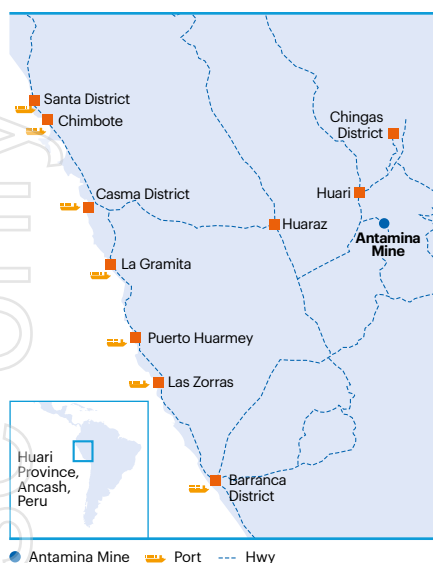 Santa District
Chimbote
Chingas
District
Casma District
Huari
Huaraz
Antamina
Mine
La Gramita
Puerto Huarmey
Las Zorras
Huari
Province,
Ancash,
Peru
Barranca
District
Antamina Mine Port Hwy